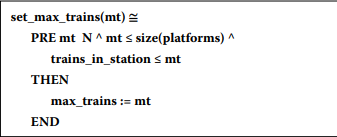 set_max_trains(mt) ≅
PRE mt N ^ mt ≤ size(platforms) ^
trains_in_station ≤ mt
THEN
max_trains := mt
END